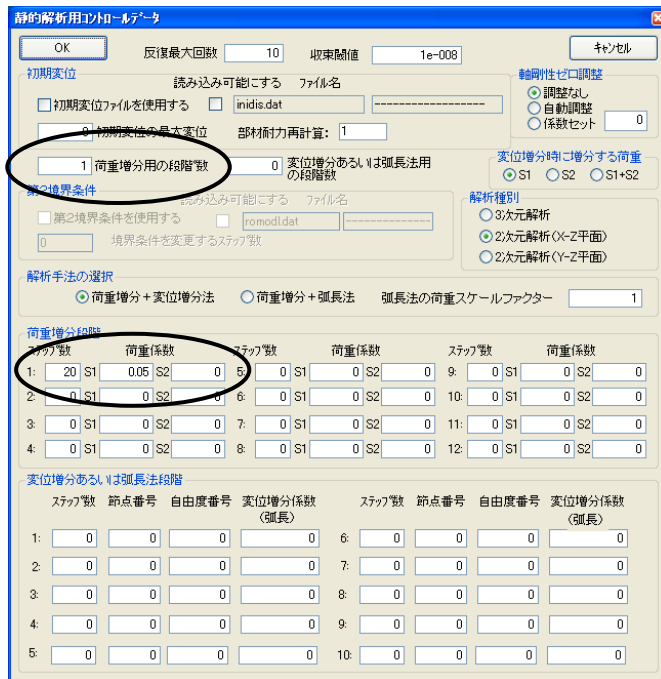 静的解析用コントロールデータ
OK 反復最大回数 10 収束閾値 1e-008 キャンセル
初期変位 読み込み可能にする ファイル名
初期変位ファイルを使用する inidis.dat ------------------
0 初期変位の最大変位 部材耐力再計算: 1
軸剛性ゼロ調整
調整なし
自動調整
係数セット 0
1 荷重増分用の段階数 0 変位増分あるいは弧長法用
の段階数
変位増分時に増分する荷重
S1 S2 S1+S2
第2境界条件 読み込み可能にする ファイル名
第2境界条件を使用する romodl.dat --------------
0 境界条件を変更するステップ数
解析種別
3次元解析
2次元解析(X-Z平面)
2次元解析(Y-Z平面)
解析手法の選択
荷重増分+変位増分法 荷重増分+弧長法 弧長法の荷重スケールファクター 1
荷重増分段階
ステップ数 荷重係数 ステップ数 荷重係数 ステップ数 荷重係数
1: 20 S1 0.05 S2 0 5: 0 S1 0 S2 0 9: 0 S1 0 S2 0
2: 0 S1 0 S2 0 6: 0 S1 0 S2 0 10: 0 S1 0 S2 0
3: 0 S1 0 S2 0 7: 0 S1 0 S2 0 11: 0 S1 0 S2 0
4: 0 S1 0 S2 0 8: 0 S1 0 S2 0 12: 0 S1 0 S2 0
変位増分あるいは弧長法段階
ステップ数 節点番号 自由度番号 変位増分係数 ステップ数 節点番号 自由度番号 変位増分係数
(弧長) (弧長)
1: 0 0 0 0 6: 0 0 0 0
2: 0 0 0 0 7: 0 0 0 0
3: 0 0 0 0 8: 0 0 0 0
4: 0 0 0 0 9: 0 0 0 0
5: 0 0 0 0 10: 0 0 0 0